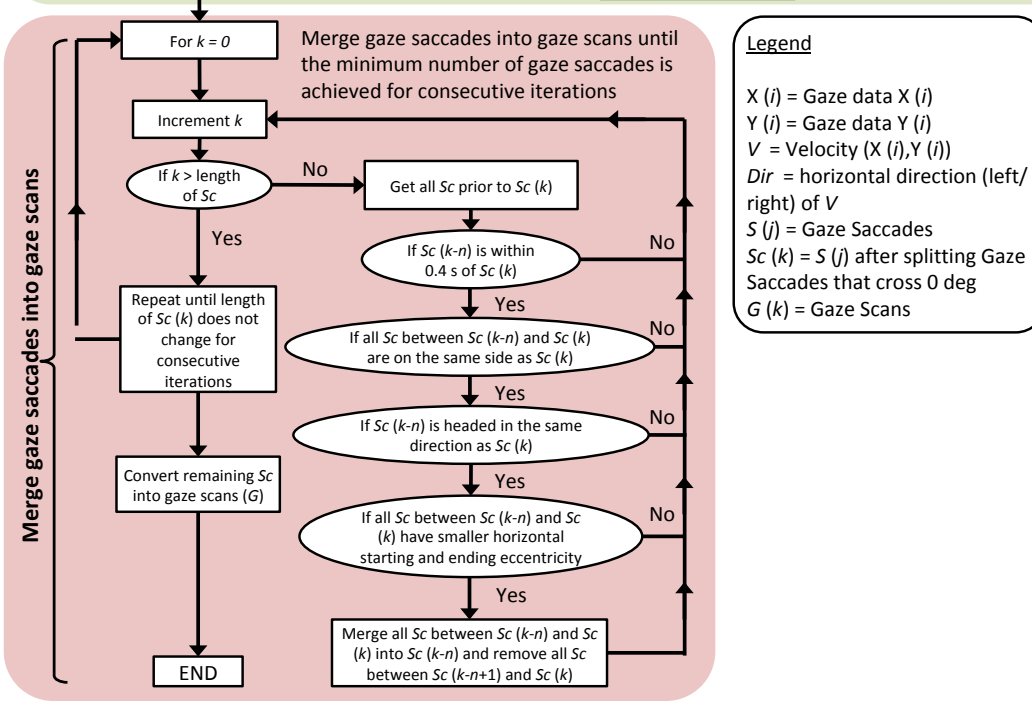 Merge gaze saccades into gaze scans
For k = 0
Merge gaze saccades into gaze scans until
the minimum number of gaze saccades is
achieved for consecutive iterations
Increment k
If k > length
of Sc
No
Yes
Get all Sc prior to Sc (k)
If Sc (k-n) is within
0.4 s of Sc (k)
No
Yes
Repeat until length
of Sc (k) does not
change for
consecutive
iterations
If all Sc between Sc (k-n) and Sc (k)
are on the same side as Sc (k)
No
Yes
If Sc (k-n) is headed in the same
direction as Sc (k)
No
Yes
Convert remaining Sc
into gaze scans (G)
If all Sc between Sc (k-n) and Sc
(k) have smaller horizontal
starting and ending eccentricity
No
Yes
Merge all Sc between Sc (k-n) and Sc
(k) into Sc (k-n) and remove all Sc
between Sc (k-n+1) and Sc (k)
END
Legend
X (i) = Gaze data X (i)
Y (i) = Gaze data Y (i)
V = Velocity (X (i),Y (i))
Dir = horizontal direction (left/
right) of V
S (j) = Gaze Saccades
Sc (k) = S (j) after splitting Gaze
Saccades that cross 0 deg
G (k) = Gaze Scans